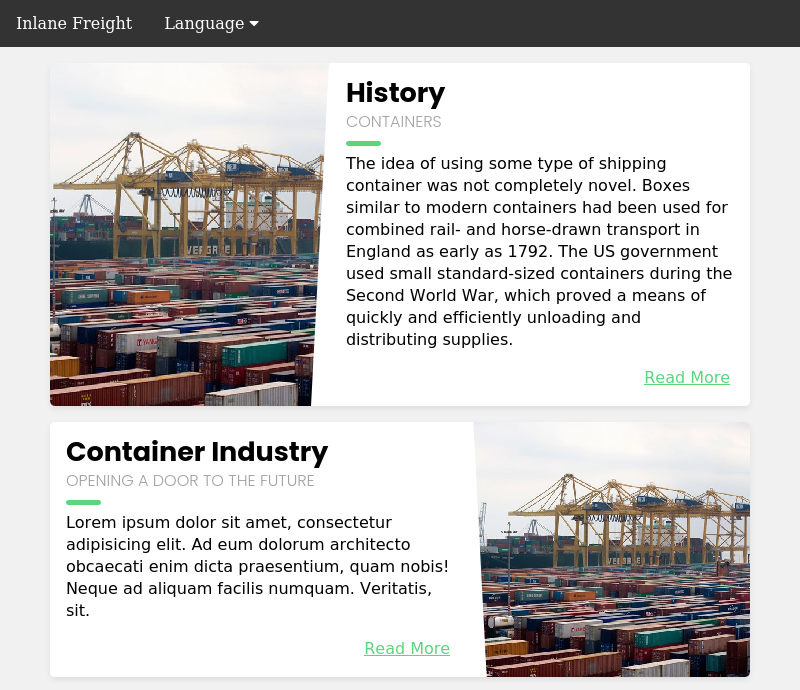 Inlane Freight Language
History
CONTAINERS
The idea of using some type of shipping
container was not completely novel. Boxes
similar to modern containers had been used for
combined rail- and horse-drawn transport in
England as early as 1792. The US government
used small standard-sized containers during the
Second World War, which proved a means of
quickly and efficiently unloading and
distributing supplies.
Read More
Container Industry
OPENING A DOOR TO THE FUTURE
Lorem ipsum dolor sit amet, consectetur
adipisicing elit. Ad eum dolorum architecto
obcaecati enim dicta praesentium, quam nobis!
Neque ad aliquam facilis numquam. Veritatis,
sit.
Read More